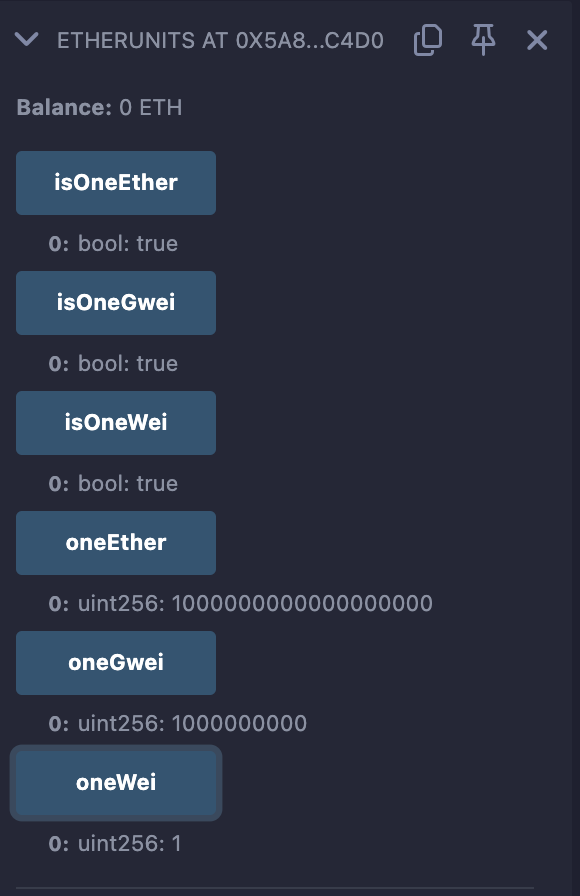 ETHERUNITS AT 0X5A8...C4D0
Balance: 0 ETH
isOneEther
0: bool: true
isOneGwei
0: bool: true
isOneWei
0: bool: true
oneEther
0: uint256: 1000000000000000000
oneGwei
0: uint256: 1000000000
oneWei
0: uint256: 1